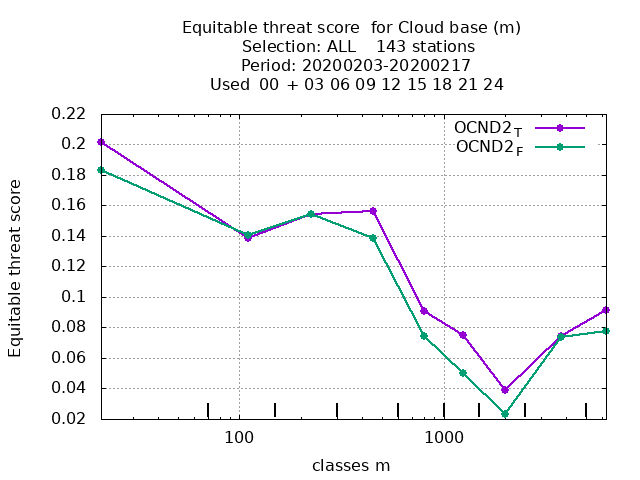 Equitable threat score  for Cloud base (m)
Selection: ALL    143 stations
Period: 20200203-20200217
Used  00 + 03 06 09 12 15 18 21 24
OCND2T
OCND2F
0.22
0.2
0.18
0.16
0.14
0.12
0.1
0.08
0.06
0.04
0.02
Equitable threat score
100
1000
classes m